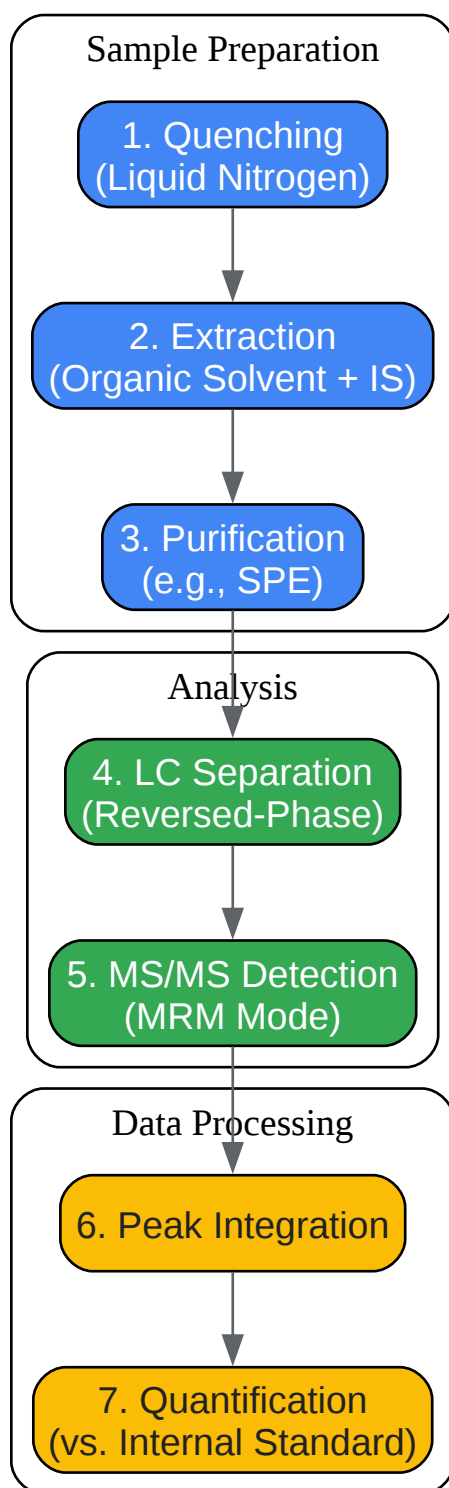 Sample Preparation
1. Quenching
(Liquid Nitrogen)
2. Extraction
(Organic Solvent + IS)
3. Purification
(e.g., SPE)
Analysis
4. LC Separation
(Reversed-Phase)
5. MS/MS Detection
(MRM Mode)
Data Processing
6. Peak Integration
7. Quantification
(vs. Internal Standard)